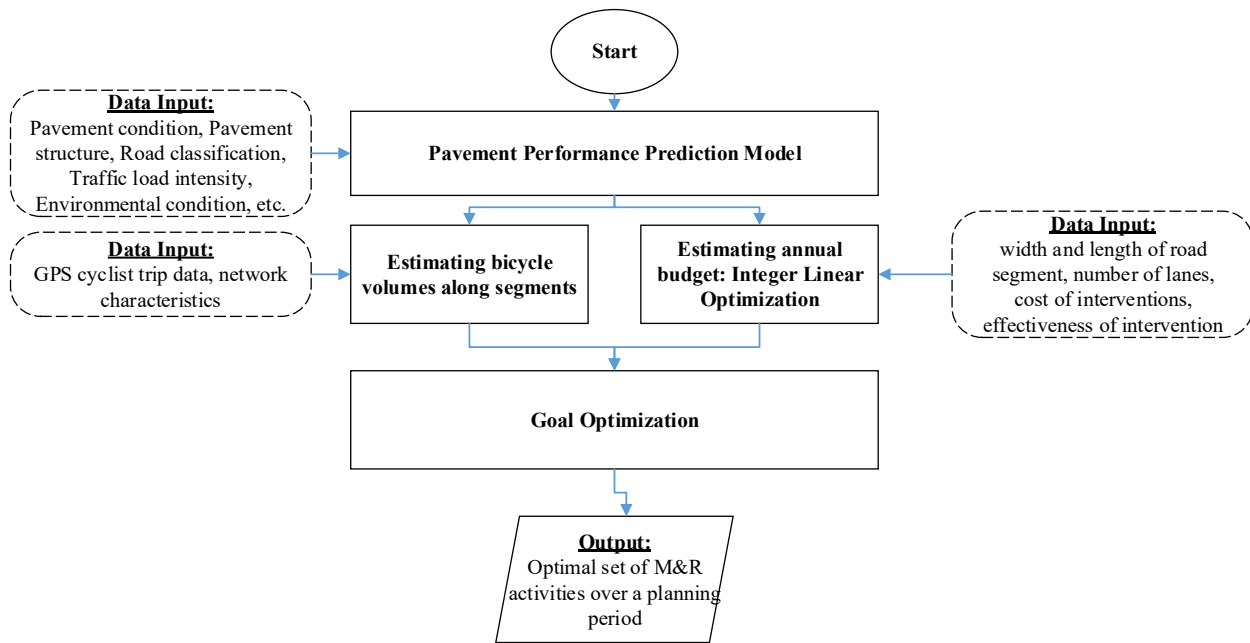 Start
Data Input:
Pavement condition, Pavement
structure, Road classification,
Traffic load intensity,
Environmental condition, etc.
Pavement Performance Prediction Model
Data Input:
GPS cyclist trip data, network
characteristics
Estimating bicycle
volumes along segments
Estimating annual
budget: Integer Linear
Optimization
Data Input:
width and length of road
segment, number of lanes,
cost of interventions,
effectiveness of intervention
Goal Optimization
Output:
Optimal set of M&R
activities over a planning
period